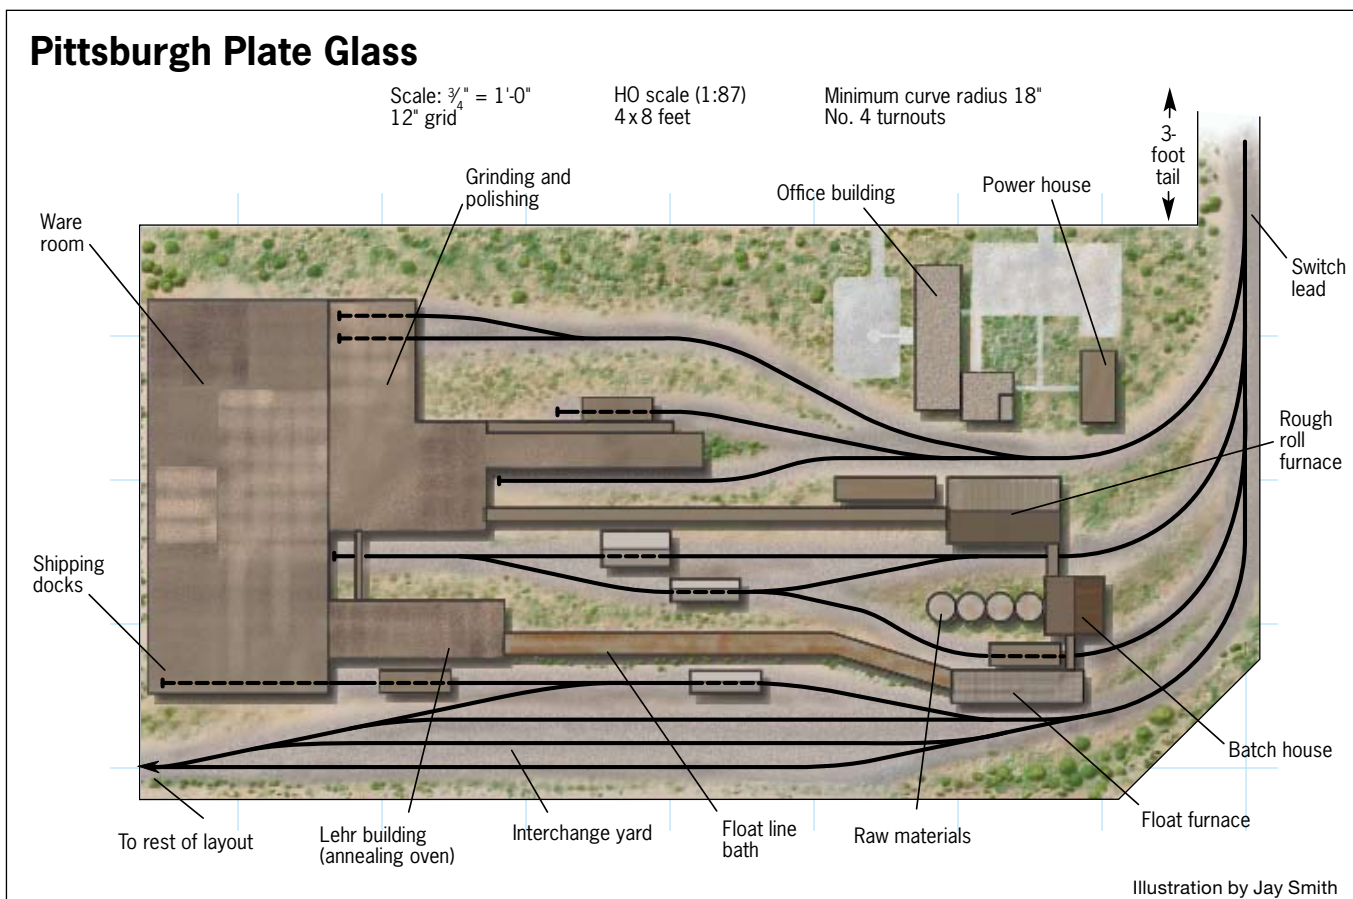 Pittsburgh Plate Glass
Scale: ¾" = 1'-0"
12" grid
HO scale (1:87)
4 x 8 feet
Minimum curve radius 18"
No. 4 turnouts
3-
foot
tail
Grinding and
polishing
Office building
Power house
Ware
room
Switch
lead
Rough
roll
furnace
Shipping
docks
Batch house
Float furnace
To rest of layout
Lehr building
(annealing oven)
Interchange yard
Float line
bath
Raw materials
Illustration by Jay Smith